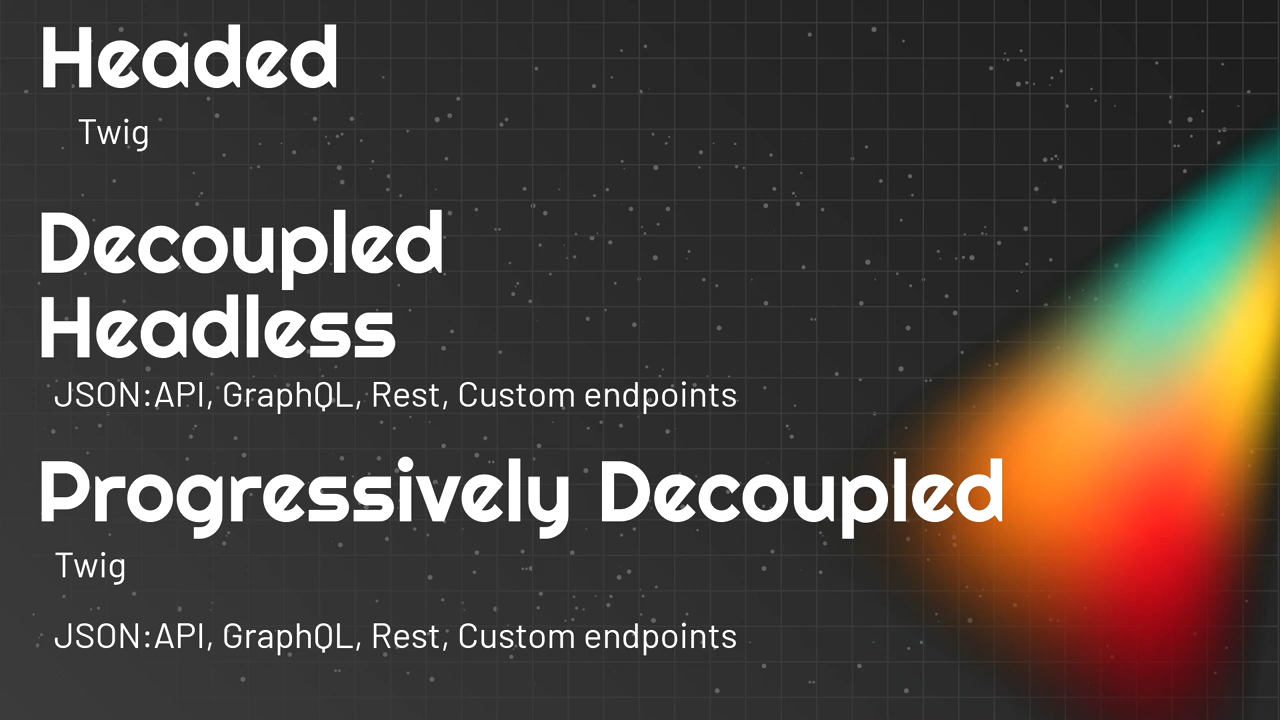 Headed
Twig
Decoupled
Headless
JSON:API, GraphQL, Rest, Custom endpoints
Progressively Decoupled
Twig
JSON:API, GraphQL, Rest, Custom endpoints